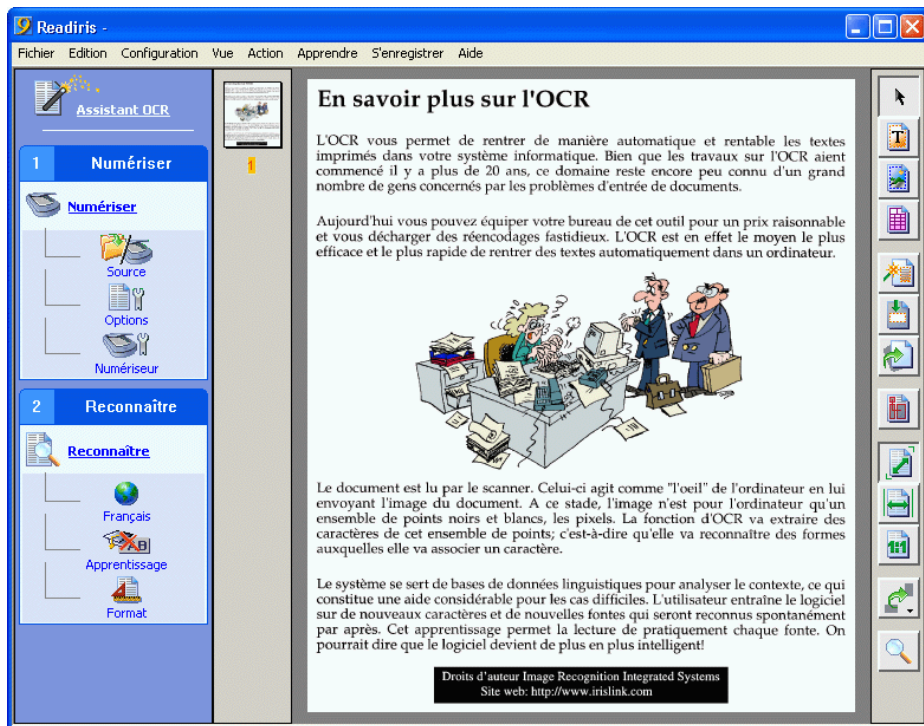 Readiris -
Fichier Edition Configuration Vue Action Apprendre S'enregistrer Aide
Assistant OCR
1 Numériser
Numériser
Source
Options
Numériseur
2 Reconnaître
Reconnaître
Français
Apprentissage
Format
1
En savoir plus sur l'OCR
L'OCR vous permet de rentrer de manière automatique et rentable les textes
imprimés dans votre système informatique. Bien que les travaux sur l'OCR aient
commencé il y a plus de 20 ans, ce domaine reste encore peu connu d'un grand
nombre de gens concernés par les problèmes d'entrée de documents.
Aujourd'hui vous pouvez équiper votre bureau de cet outil pour un prix raisonnable
et vous décharger des réencodages fastidieux. L'OCR est en effet le moyen le plus
efficace et le plus rapide de rentrer des textes automatiquement dans un ordinateur.
Le document est lu par le scanner. Celui-ci agit comme "l'oeil" de l'ordinateur en lui
envoyant l'image du document. A ce stade, l'image n'est pour l'ordinateur qu'un
ensemble de points noirs et blancs, les pixels. La fonction d'OCR va extraire des
caractères de cet ensemble de points; c'est-à-dire qu'elle va reconnaître des formes
auxquelles elle va associer un caractère.
Le système se sert de bases de données linguistiques pour analyser le contexte, ce qui
constitue une aide considérable pour les cas difficiles. L'utilisateur entraîne le logiciel
sur de nouveaux caractères et de nouvelles fontes qui seront reconnus spontanément
par après. Cet apprentissage permet la lecture de pratiquement chaque fonte. On
pourrait dire que le logiciel devient de plus en plus intelligent!
Droits d'auteur Image Recognition Integrated Systems
Site web: http://www.irislink.com
T
1:1